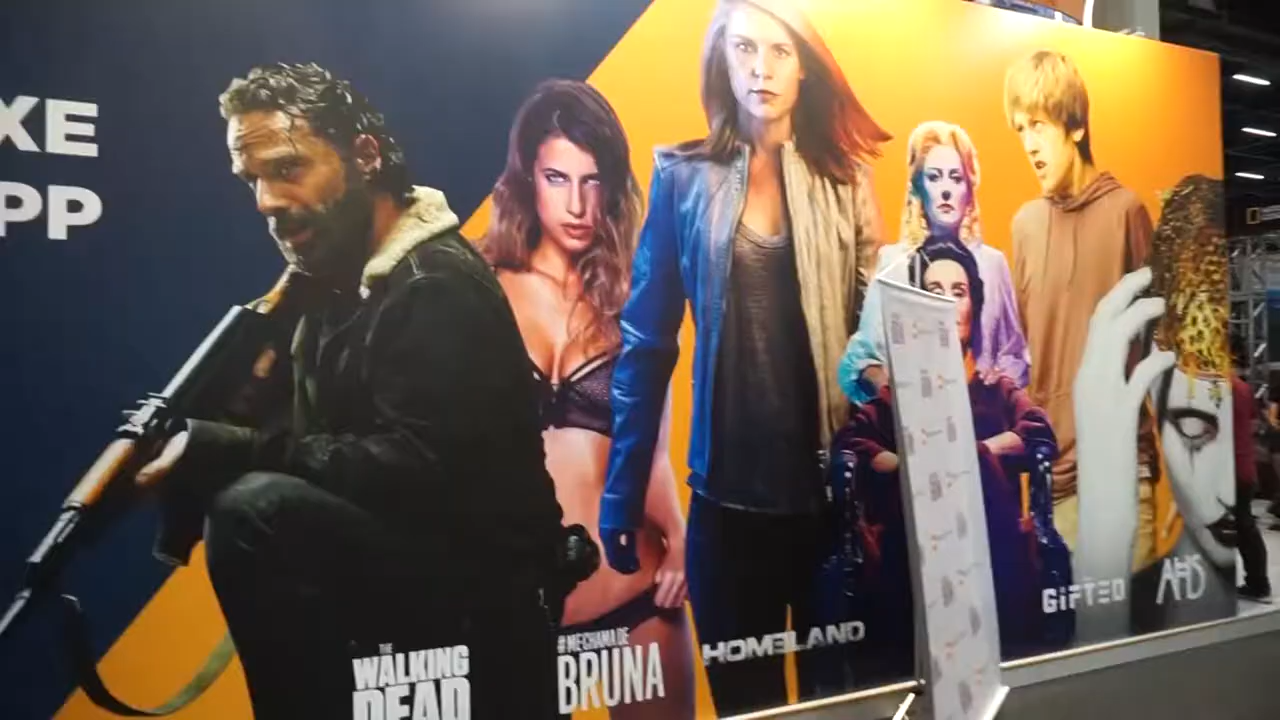 XE
PP
THE
WALKING
DEAD
#MECHAMADE
BRUNA
HOMELAND
GIFTED
AHS